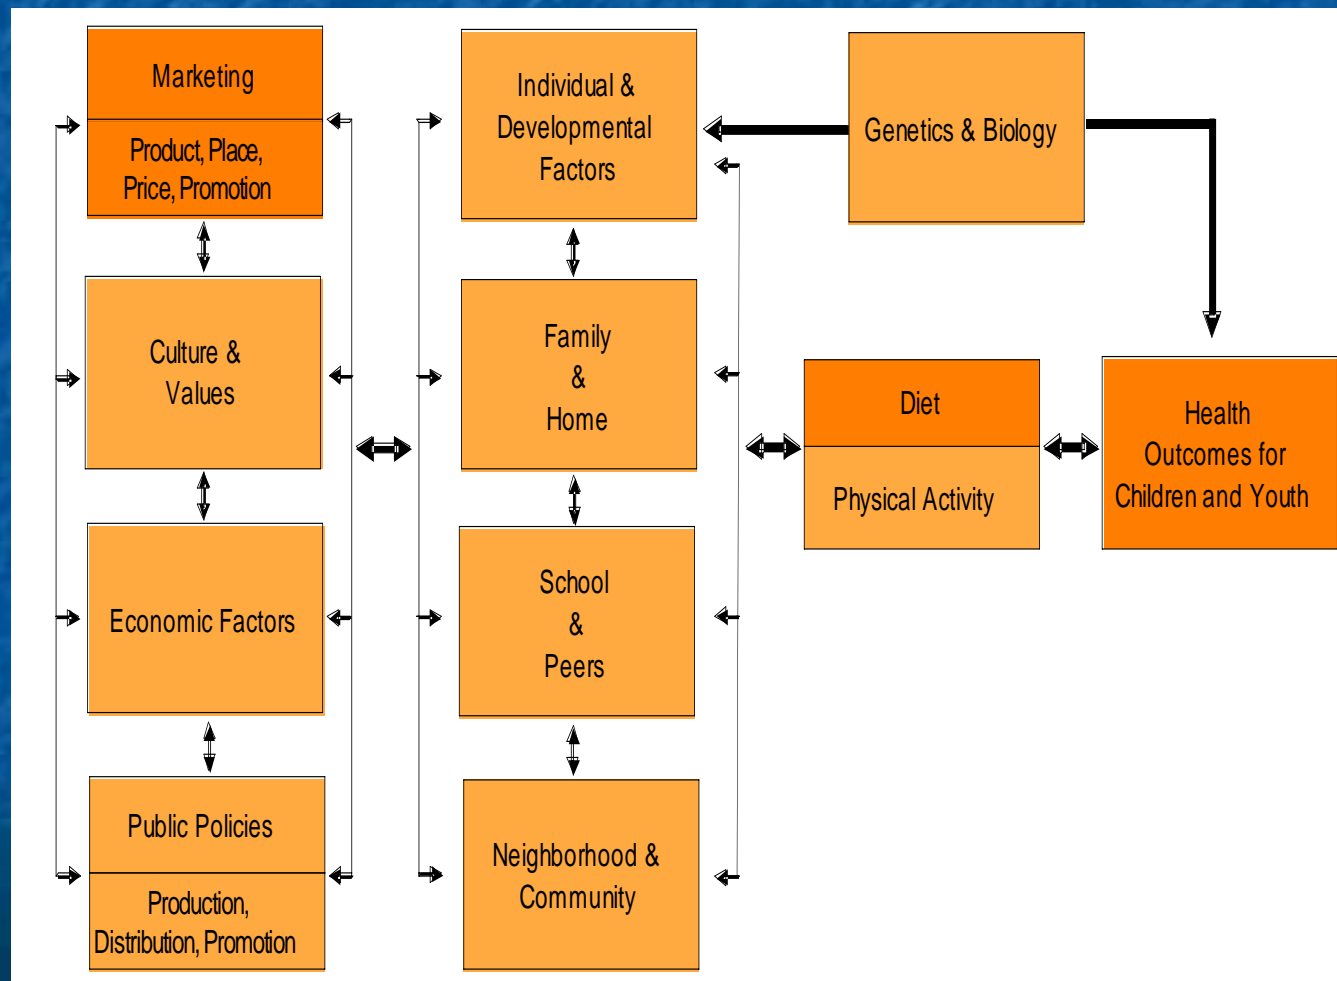 Marketing
Product, Place,
Price, Promotion
Culture &
Values
Economic Factors
Public Policies
Production,
Distribution, Promotion
Individual &
Developmental
Factors
Family
&
Home
School
&
Peers
Neighborhood &
Community
Genetics & Biology
Diet
Physical Activity
Health
Outcomes for
Children and Youth